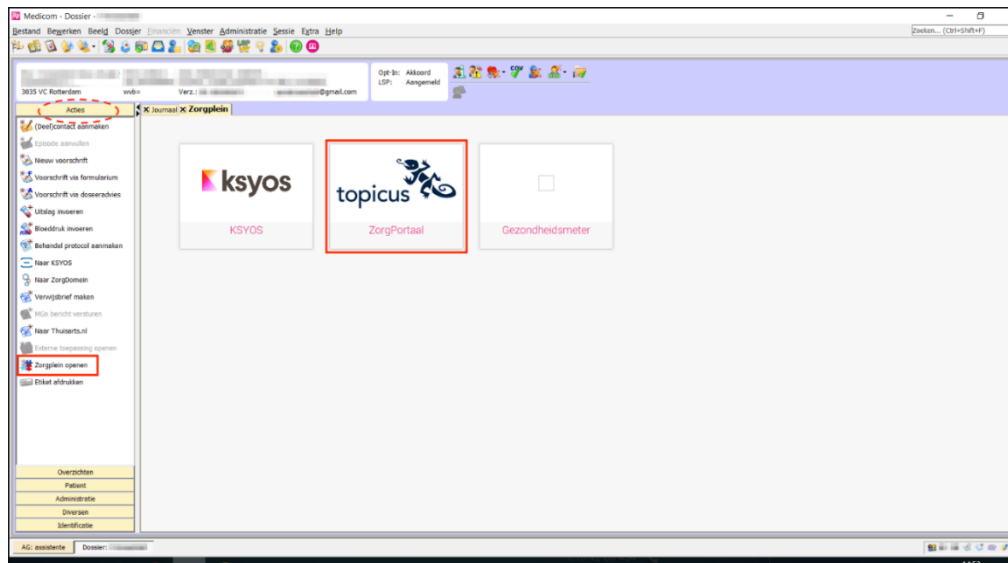 Medicom - Dossier -
Bestand Bewerken Beeld Dossier Financiën Venster Administratie Sessie Extra Help
Zoeken... (Ctrl+Shift+F)
Opt-In: Akkoord
LSP: Aangemeld
3035 VC Rotterdam wvb= Verz.: @gmail.com
Acties
Journaal Zorgplein
(Deel)contact aanmaken
Episode aanvullen
Nieuw voorschrift
Voorschrift via formularium
Voorschrift via doseeradvies
Uitslag invoeren
Bloeddruk invoeren
Behandel protocol aanmaken
Naar KSYOS
Naar ZorgDomein
Verwijsbrief maken
MGx bericht versturen
Naar Thuisarts.nl
Externe toepassing openen
Zorgplein openen
Etiket afdrukken
ksyos
KSYOS
topicus
ZorgPortaal
Gezondheidsmeter
Overzichten
Patient
Administratie
Diversen
Identificatie
AG: assistente Dossier: